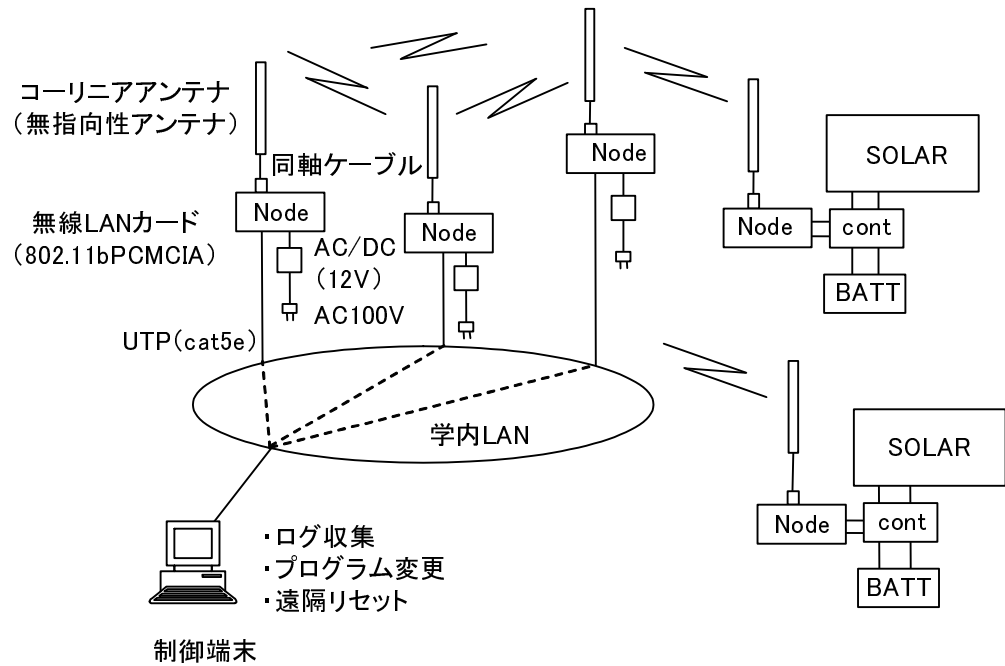 コーリニアアンテナ
(無指向性アンテナ)
同軸ケーブル
無線LANカード
(802.11bPCMCIA)
Node
AC/DC
(12V)
AC100V
UTP(cat5e)
Node
Node
Node
SOLAR
cont
BATT
学内LAN
SOLAR
Node
cont
BATT
・ログ収集
・プログラム変更
・遠隔リセット
制御端末